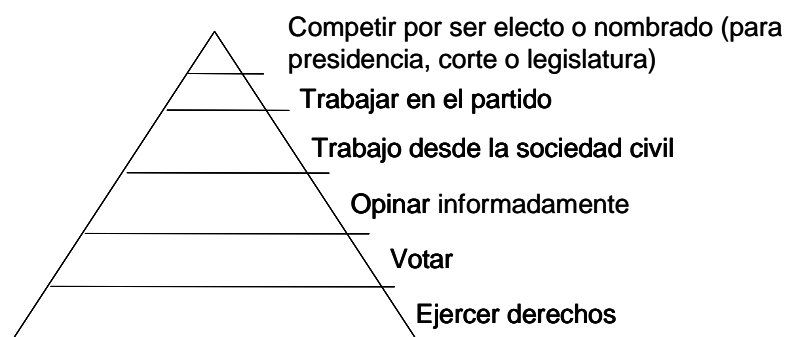 Competir por ser electo o nombrado (para
presidencia, corte o legislatura)
Trabajar en el partido
Trabajo desde la sociedad civil
Opinar informadamente
Votar
Ejercer derechos